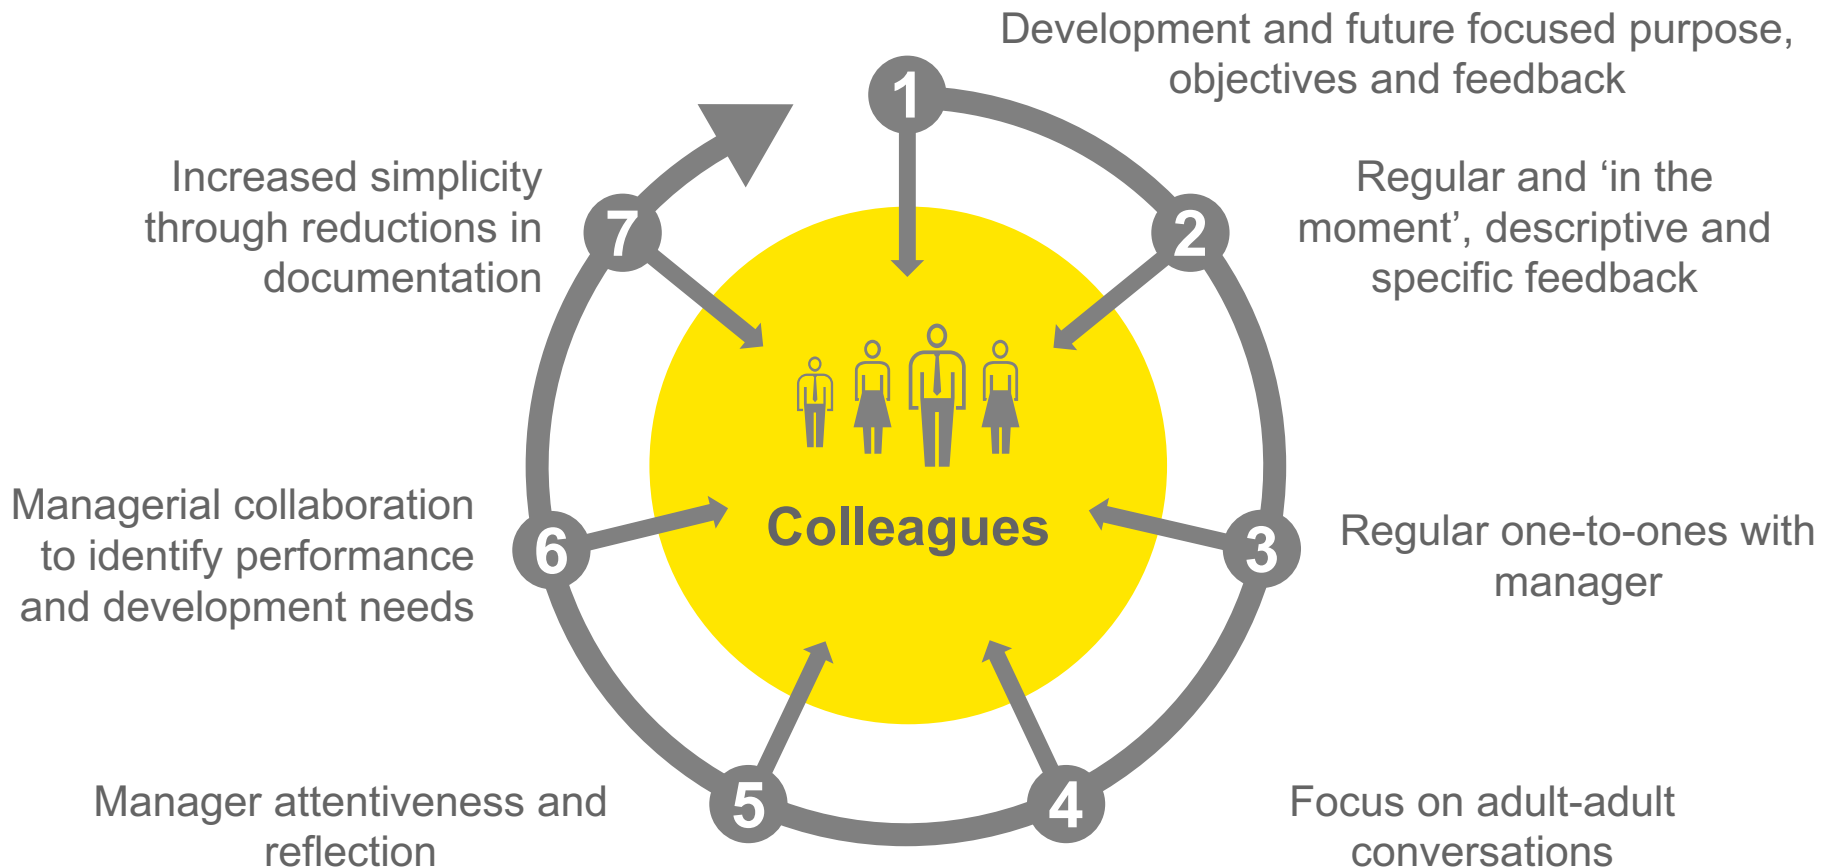 1
Development and future focused purpose,
objectives and feedback
2
Regular and ‘in the
moment’, descriptive and
specific feedback
3
Regular one-to-ones with
manager
4
Focus on adult-adult
conversations
5
Manager attentiveness and
reflection
6
Managerial collaboration
to identify performance
and development needs
7
Increased simplicity
through reductions in
documentation
Colleagues